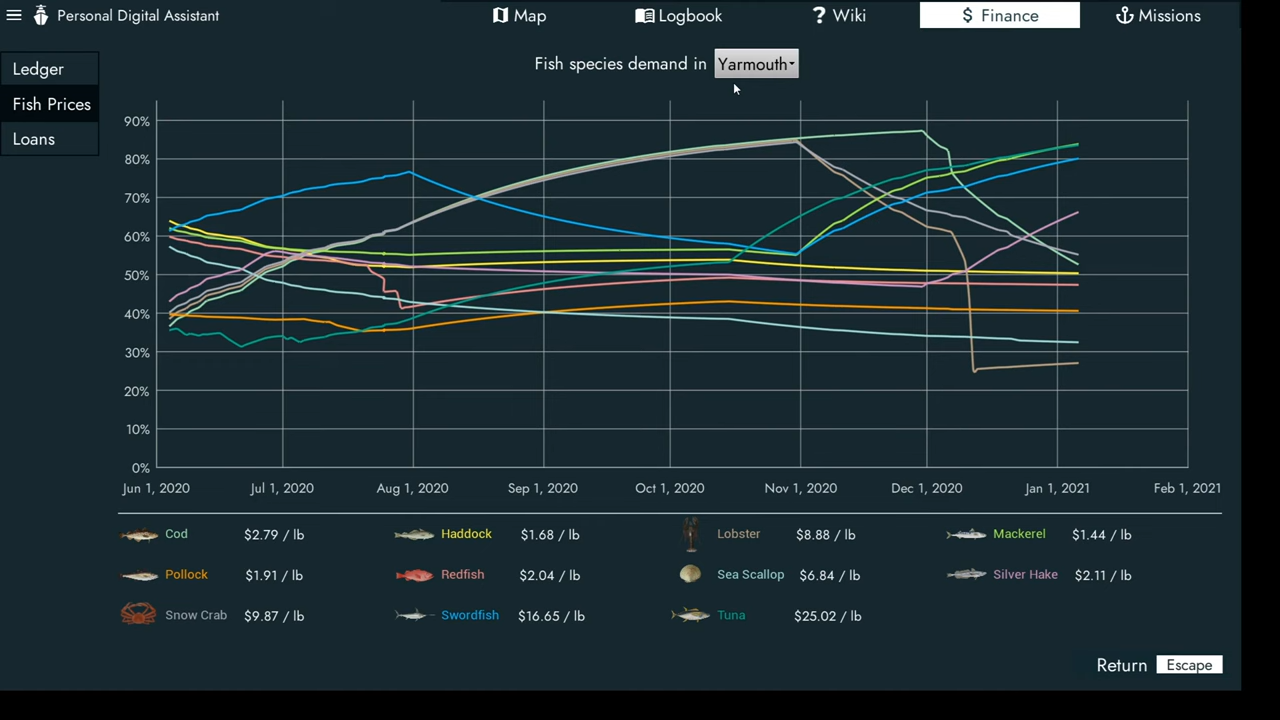 Personal Digital Assistant Map Logbook ? Wiki $ Finance Missions
Ledger
Fish Prices
Loans
Fish species demand in Yarmouth
90%
80%
70%
60%
50%
40%
30%
20%
10%
0%
Jun 1, 2020 Jul 1, 2020 Aug 1, 2020 Sep 1, 2020 Oct 1, 2020 Nov 1, 2020 Dec 1, 2020 Jan 1, 2021 Feb 1, 2021
Cod $2.79 / lb Haddock $1.68 / lb Lobster $8.88 / lb Mackerel $1.44 / lb
Pollock $1.91 / lb Redfish $2.04 / lb Sea Scallop $6.84 / lb Silver Hake $2.11 / lb
Snow Crab $9.87 / lb Swordfish $16.65 / lb Tuna $25.02 / lb
Return Escape